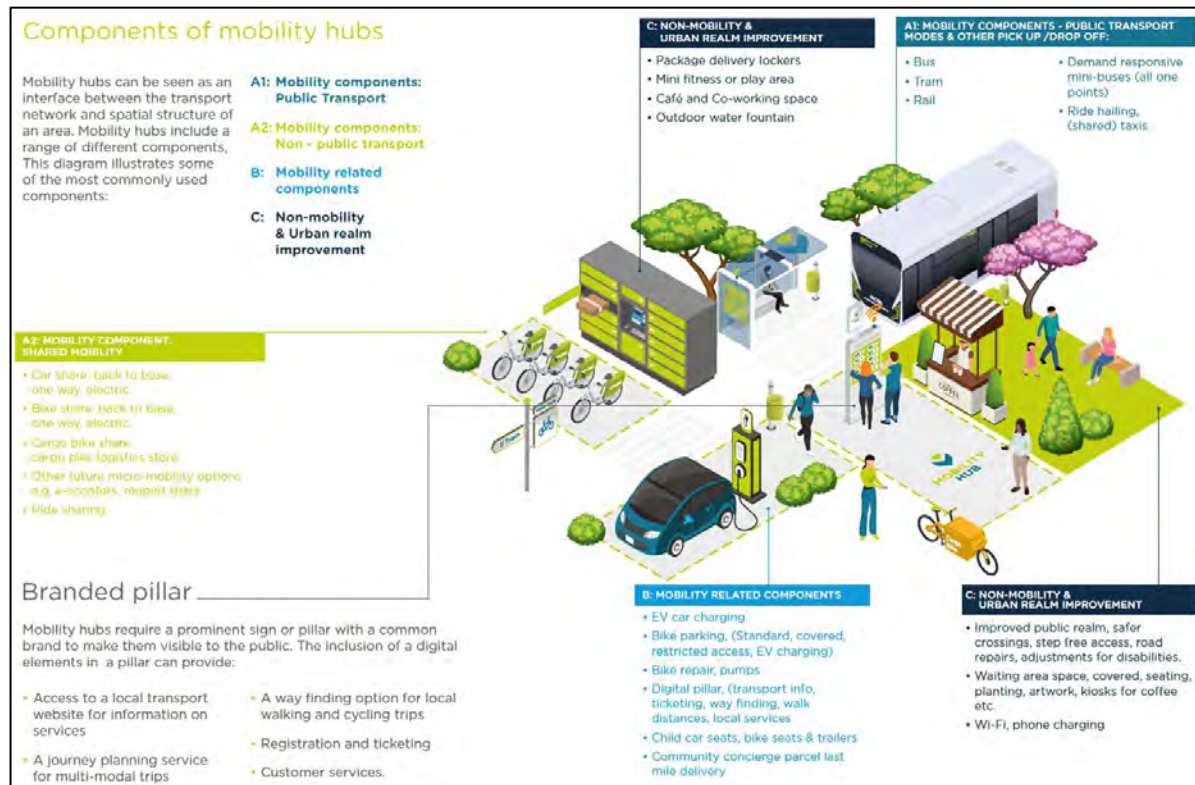 Components of mobility hubs
Mobility hubs can be seen as an
interface between the transport
network and spatial structure of
an area. Mobility hubs include a
range of different components,
This diagram illustrates some
of the most commonly used
components:
A1: Mobility components:
Public Transport
A2: Mobility components:
Non - public transport
B: Mobility related
components
C: Non-mobility
& Urban realm
improvement
C: NON-MOBILITY &
URBAN REALM IMPROVEMENT
• Package delivery lockers
• Mini fitness or play area
• Café and Co-working space
• Outdoor water fountain
A1: MOBILITY COMPONENTS - PUBLIC TRANSPORT
MODES & OTHER PICK UP /DROP OFF:
• Bus
• Tram
• Rail
• Demand responsive
mini-buses (all one
points)
• Ride hailing,
(shared) taxis
A2: MOBILITY COMPONENT:
SHARED MOBILITY
• Car share: back to base,
one way, electric.
• Bike share: back to base,
one way, electric.
• Cargo bike share,
cargo bike logistics store
• Other future micro-mobility options
e.g. e-scooters, moped share
• Ride sharing
Train
COFFEE
MOBILITY
HUB
Branded pillar
Mobility hubs require a prominent sign or pillar with a common
brand to make them visible to the public. The inclusion of a digital
elements in a pillar can provide:
• Access to a local transport
website for information on
services
• A journey planning service
for multi-modal trips
• A way finding option for local
walking and cycling trips
• Registration and ticketing
• Customer services.
B: MOBILITY RELATED COMPONENTS
• EV car charging
• Bike parking, (Standard, covered,
restricted access, EV charging)
• Bike repair, pumps
• Digital pillar, (transport info,
ticketing, way finding, walk
distances, local services
• Child car seats, bike seats & trailers
• Community concierge parcel last
mile delivery
C: NON-MOBILITY &
URBAN REALM IMPROVEMENT
• Improved public realm, safer
crossings, step free access, road
repairs, adjustments for disabilities.
• Waiting area space, covered, seating,
planting, artwork, kiosks for coffee
etc.
• Wi-Fi, phone charging